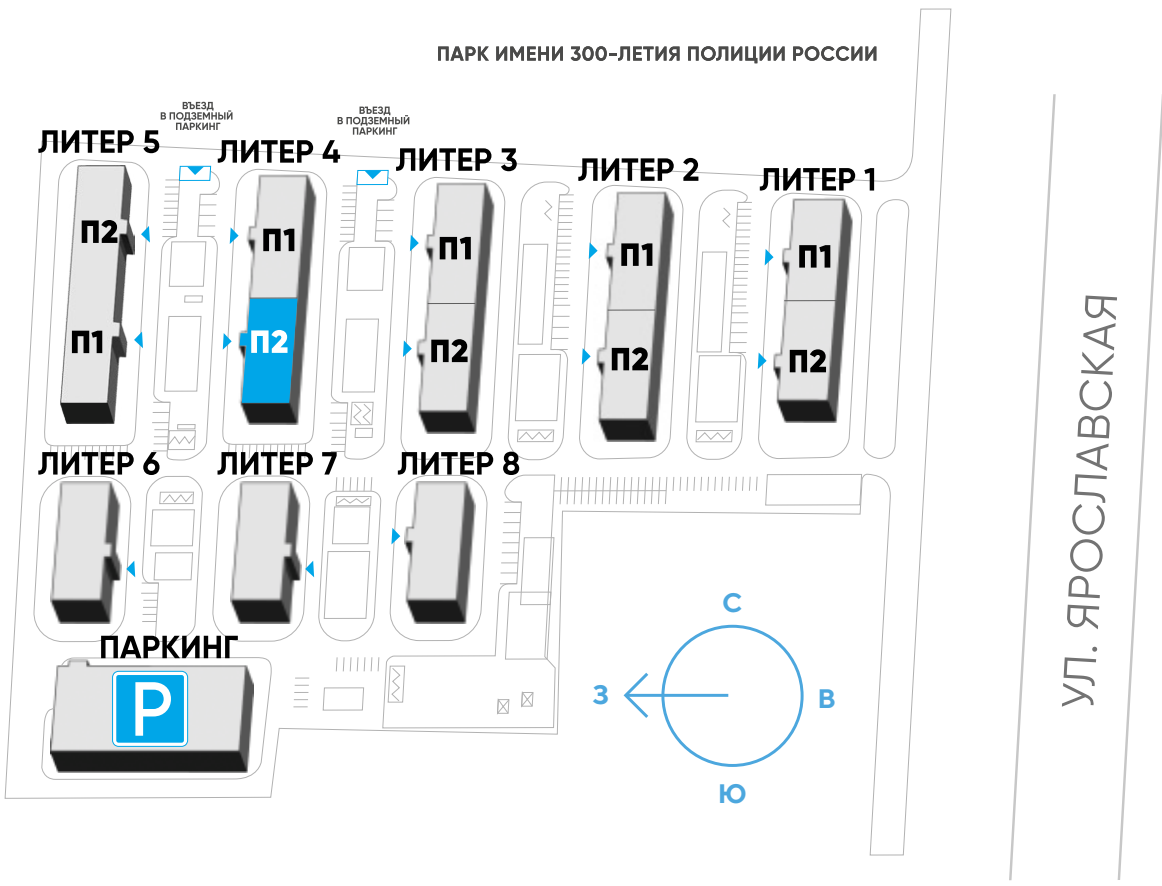 ПАРК ИМЕНИ 300-ЛЕТИЯ ПОЛИЦИИ РОССИИ
ВЪЕЗД
В ПОДЗЕМНЫЙ
ПАРКИНГ
ВЪЕЗД
В ПОДЗЕМНЫЙ
ПАРКИНГ
ЛИТЕР 5
ЛИТЕР 4
ЛИТЕР 3
ЛИТЕР 2
ЛИТЕР 1
П2
П1
П1
П1
П1
П1
П2
П2
П2
П2
ЛИТЕР 6
ЛИТЕР 7
ЛИТЕР 8
ПАРКИНГ
P
С
З
В
Ю
УЛ. ЯРОСЛАВСКАЯ